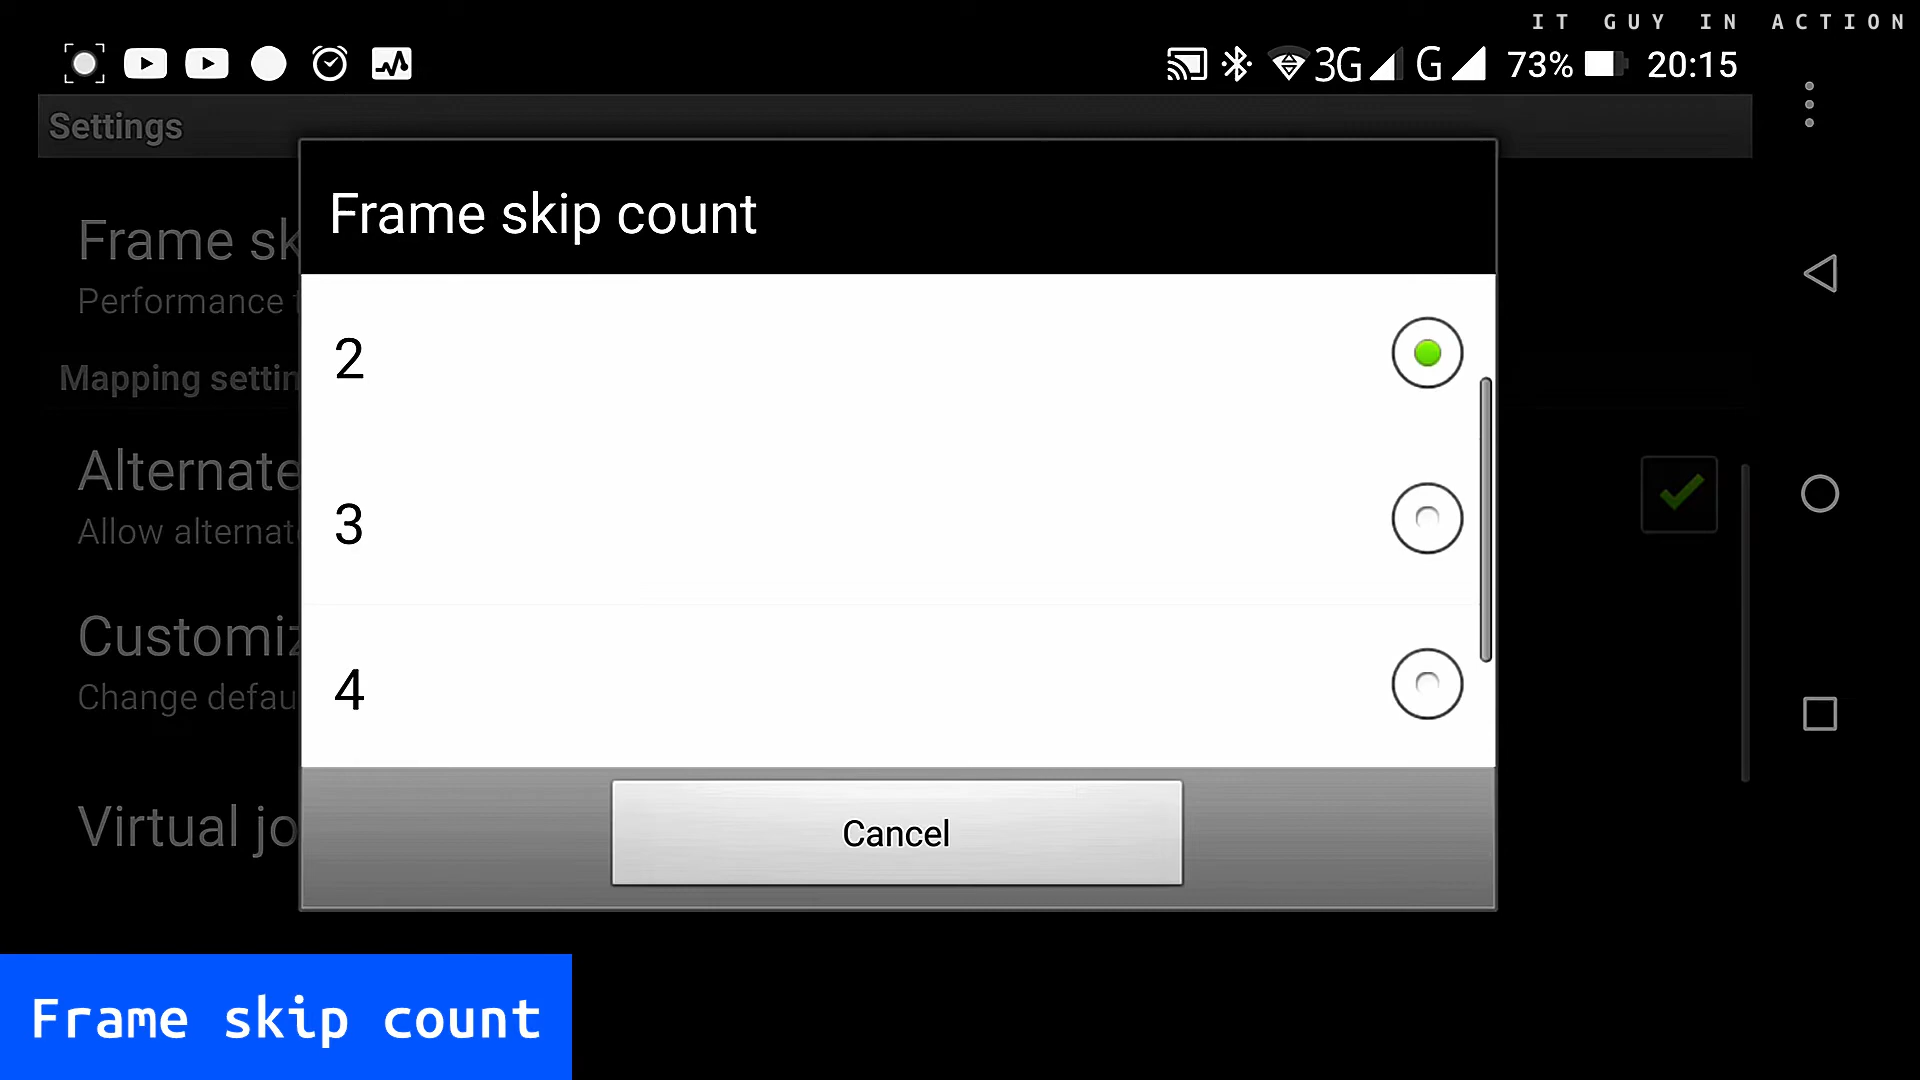 IT GUY IN ACTION
3G G 73% 20:15
Settings
Frame skip count
Frame sk
Performance
2
Mapping settin
3
Alternate
Allow alternat
Customiz
Change defau
4
Virtual jo
Cancel
Frame skip count